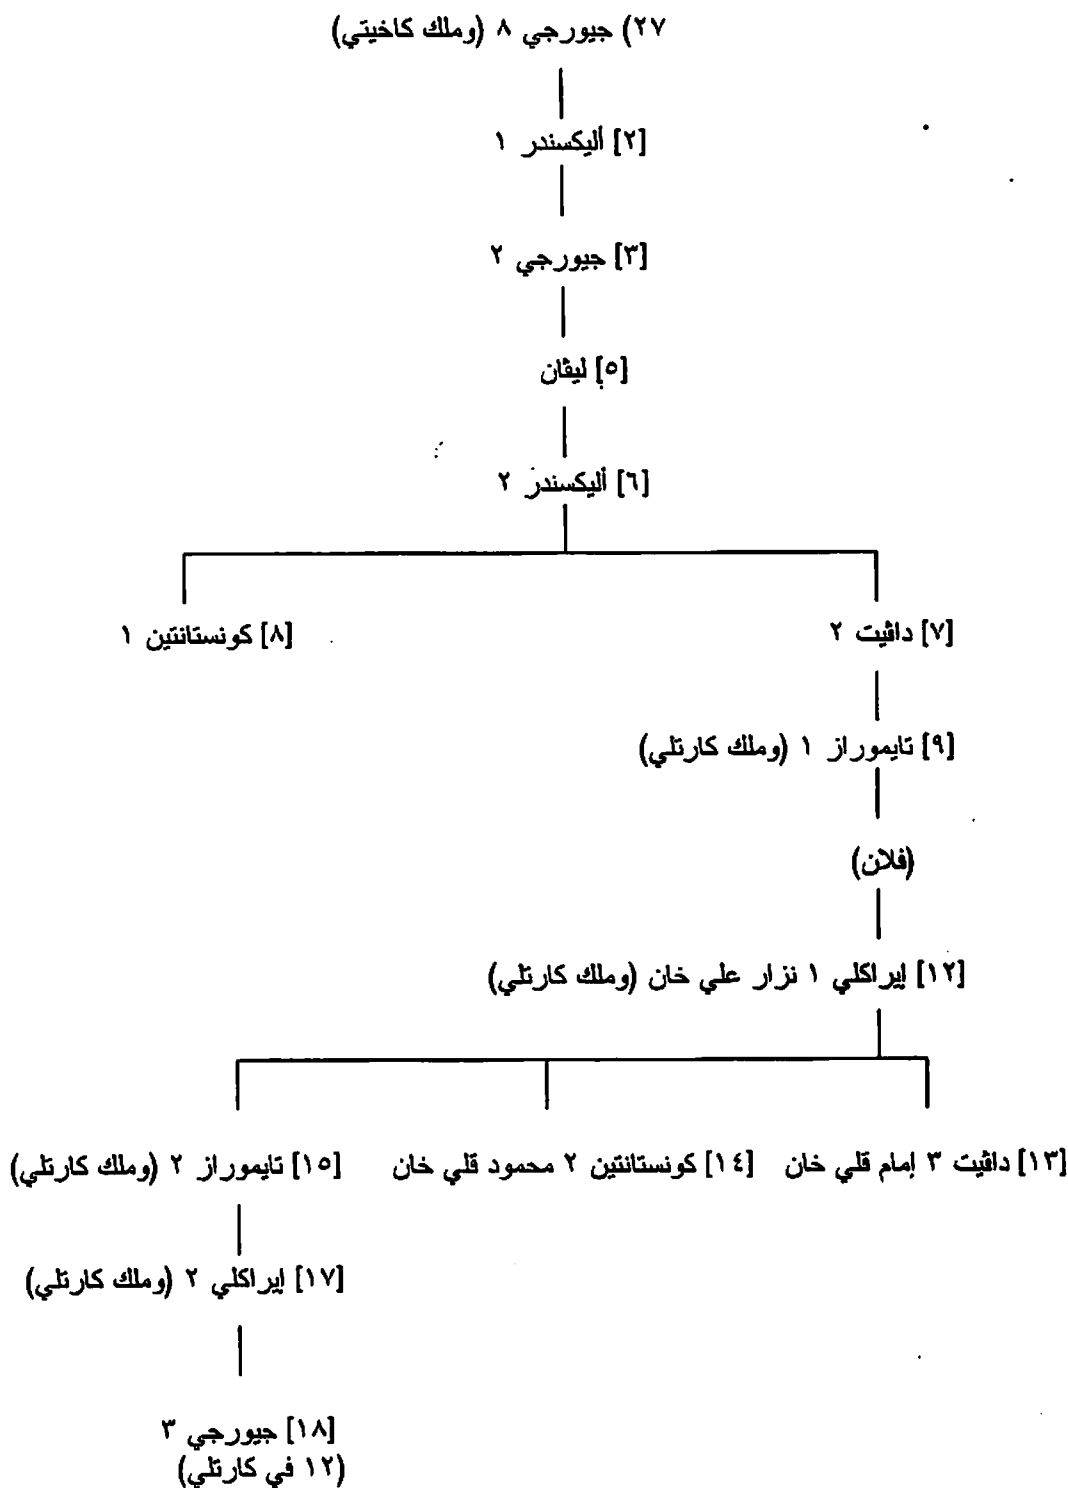 ٢٧) جيورجي ٨ (وملك كاخيتي)
[٢] أليكسندر ١
[٣] جيورجي ٢
[٥] ليڤان
[٦] أليكسندر ٢
[٧] داڤيت ٢
[٨] كونستانتين ١
[٩] تايموراز ١ (وملك كارتلي)
(فلان)
[١٢] إيراكلي ١ نزار علي خان (وملك كارتلي)
[١٣] داڤيت ٣ إمام قلي خان
[١٤] كونستانتين ٢ محمود قلي خان
[١٥] تايموراز ٢ (وملك كارتلي)
[١٧] إيراكلي ٢ (وملك كارتلي)
[١٨] جيورجي ٣
(١٢ في كارتلي)